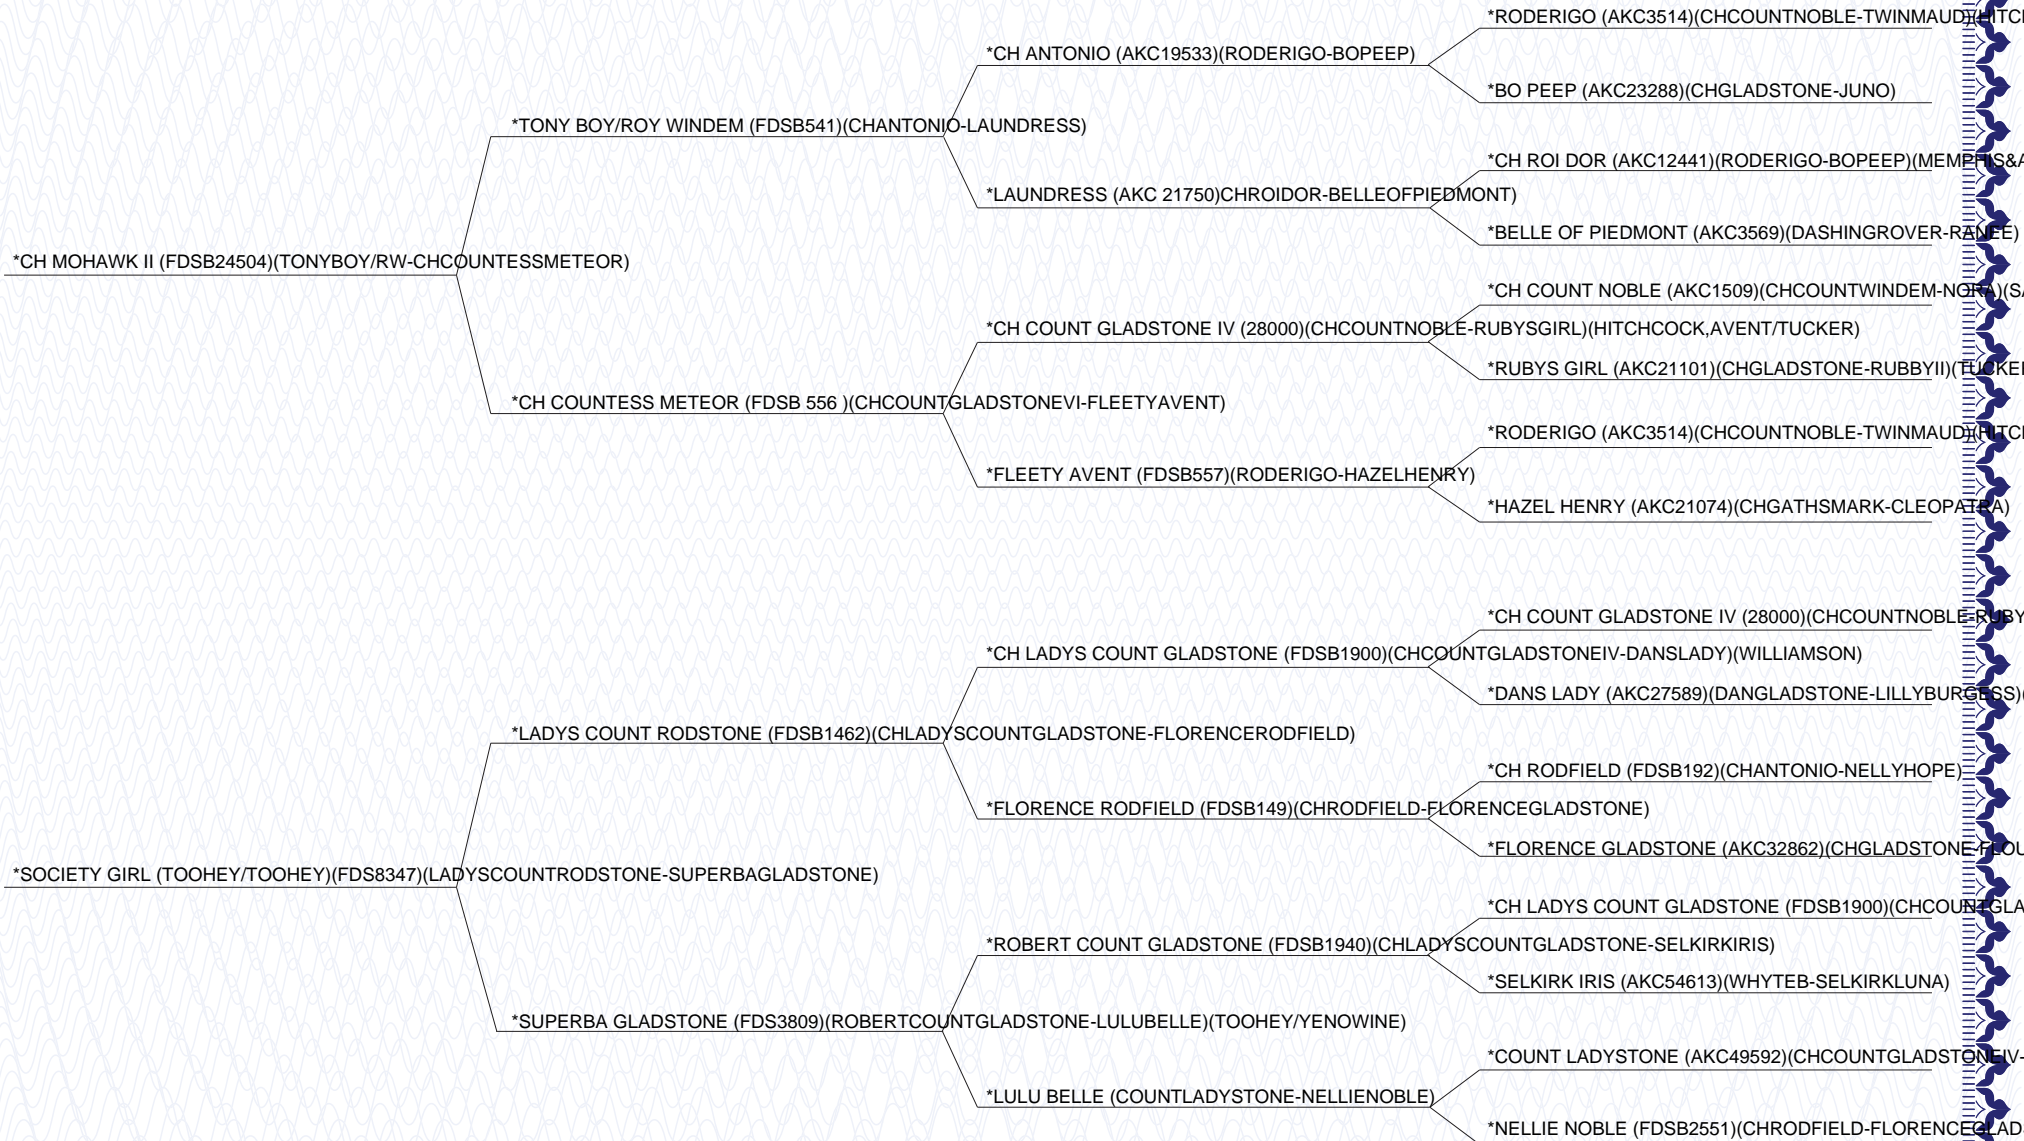 *RODERIGO (AKC3514)(CHCOUNTNOBLE-TWINMAUD)(HITCH
*CH ANTONIO (AKC19533)(RODERIGO-BOPEEP)
*BO PEEP (AKC23288)(CHGLADSTONE-JUNO)
*TONY BOY/ROY WINDEM (FDSB541)(CHANTONIO-LAUNDRESS)
*CH ROI DOR (AKC12441)(RODERIGO-BOPEEP)(MEMPHIS&A
*LAUNDRESS (AKC 21750)CHROIDOR-BELLEOFPIEDMONT)
*BELLE OF PIEDMONT (AKC3569)(DASHINGROVER-RANEE)
*CH MOHAWK II (FDSB24504)(TONYBOY/RW-CHCOUNTESSMETEOR)
*CH COUNT NOBLE (AKC1509)(CHCOUNTWINDEM-NORA)(SA
*CH COUNT GLADSTONE IV (28000)(CHCOUNTNOBLE-RUBYSGIRL)(HITCHCOCK,AVENT/TUCKER)
*RUBYS GIRL (AKC21101)(CHGLADSTONE-RUBBYII)(TUCKER
*CH COUNTESS METEOR (FDSB 556 )(CHCOUNTGLADSTONEVI-FLEETYAVENT)
*RODERIGO (AKC3514)(CHCOUNTNOBLE-TWINMAUD)(HITCH
*FLEETY AVENT (FDSB557)(RODERIGO-HAZELHENRY)
*HAZEL HENRY (AKC21074)(CHGATHSMARK-CLEOPATRA)
*CH COUNT GLADSTONE IV (28000)(CHCOUNTNOBLE-RUBY
*CH LADYS COUNT GLADSTONE (FDSB1900)(CHCOUNTGLADSTONEIV-DANSLADY)(WILLIAMSON)
*DANS LADY (AKC27589)(DANGLADSTONE-LILLYBURGESS)(
*LADYS COUNT RODSTONE (FDSB1462)(CHLADYSCOUNTGLADSTONE-FLORENCERODFIELD)
*CH RODFIELD (FDSB192)(CHANTONIO-NELLYHOPE)
*FLORENCE RODFIELD (FDSB149)(CHRODFIELD-FLORENCEGLADSTONE)
*FLORENCE GLADSTONE (AKC32862)(CHGLADSTONE-FLOU
*SOCIETY GIRL (TOOHEY/TOOHEY)(FDS8347)(LADYSCOUNTRODSTONE-SUPERBAGLADSTONE)
*CH LADYS COUNT GLADSTONE (FDSB1900)(CHCOUNTGLA
*ROBERT COUNT GLADSTONE (FDSB1940)(CHLADYSCOUNTGLADSTONE-SELKIRKIRIS)
*SELKIRK IRIS (AKC54613)(WHYTEB-SELKIRKLUNA)
*SUPERBA GLADSTONE (FDS3809)(ROBERTCOUNTGLADSTONE-LULUBELLE)(TOOHEY/YENOWINE)
*COUNT LADYSTONE (AKC49592)(CHCOUNTGLADSTONEIV-
*LULU BELLE (COUNTLADYSTONE-NELLIENOBLE)
*NELLIE NOBLE (FDSB2551)(CHRODFIELD-FLORENCEGLAD